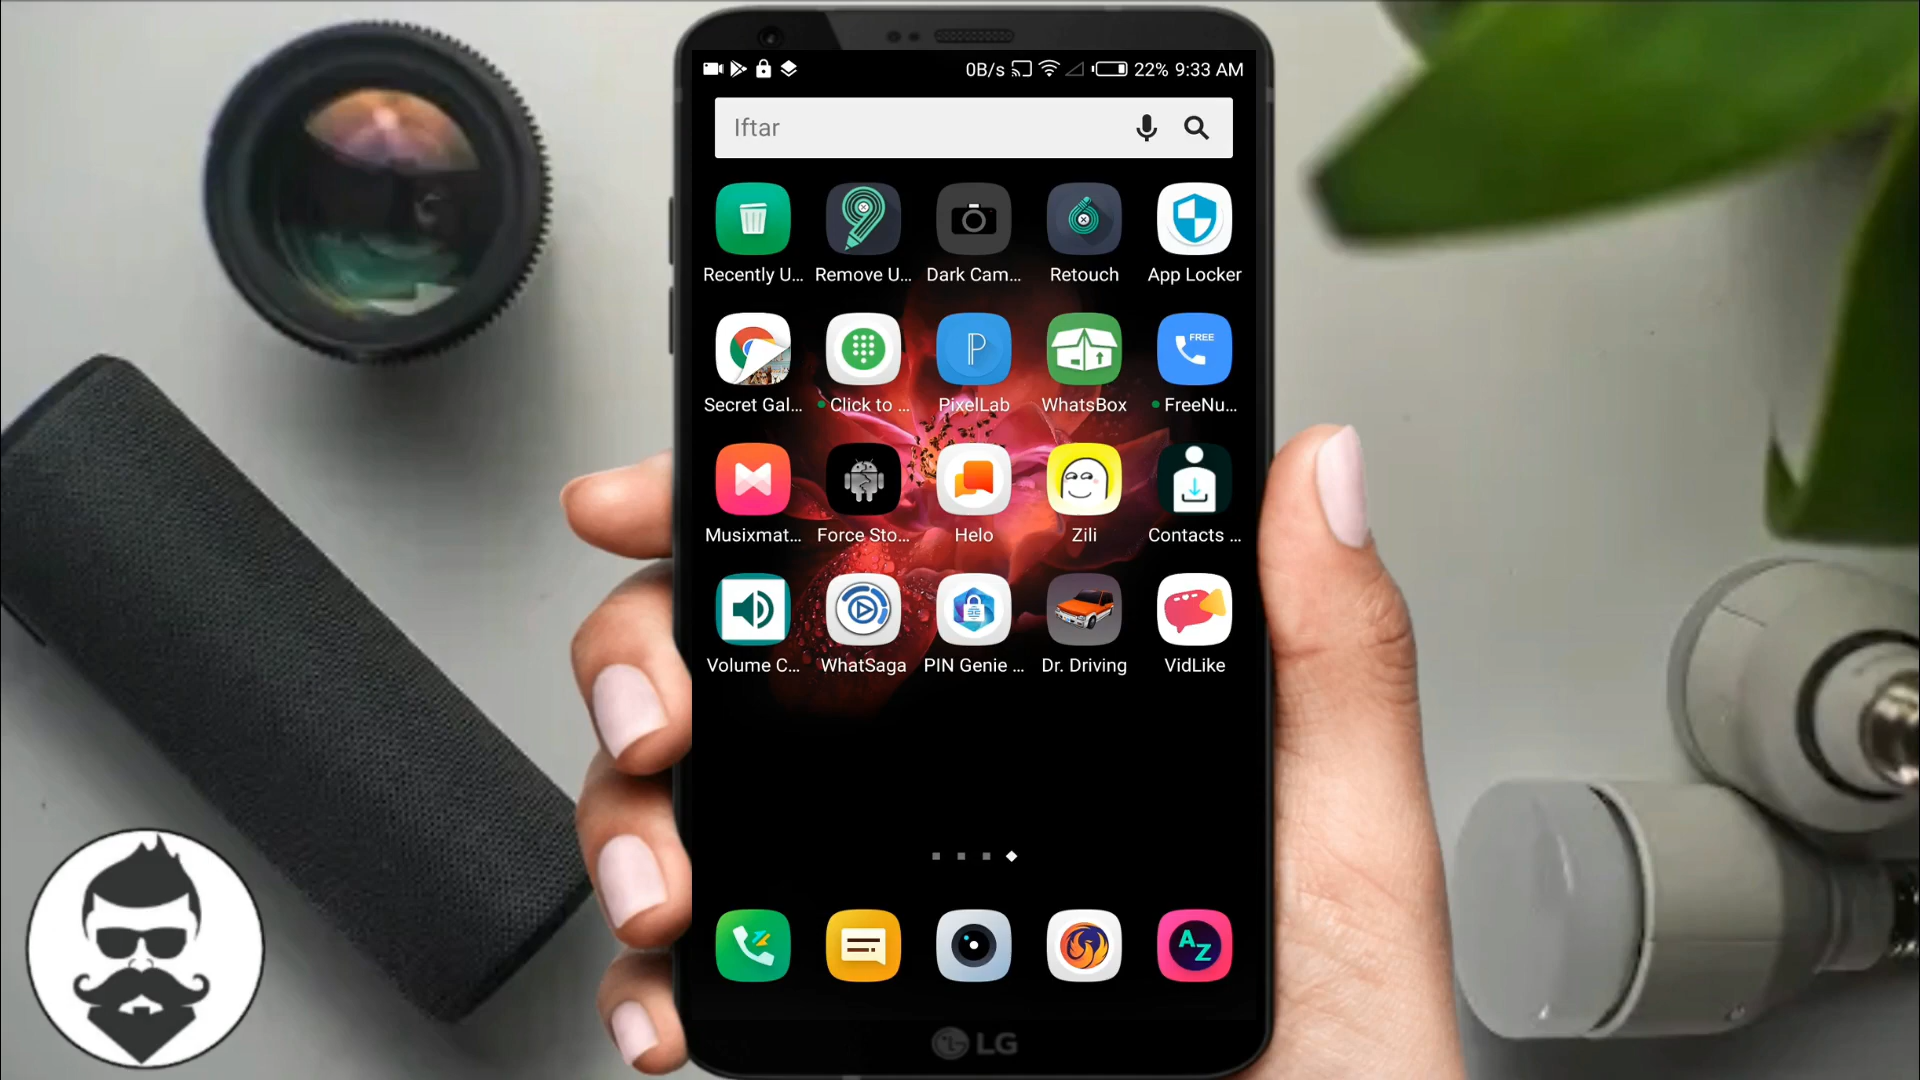 0B/s 22% 9:33 AM
Iftar
Recently U... Remove U... Dark Cam... Retouch App Locker
FREE
Secret Gal... Click to ... PixelLab WhatsBox FreeNu...
Musixmat... Force Sto... Helo Zili Contacts ...
Volume C... WhatSaga PIN Genie ... Dr. Driving VidLike
AZ
LG